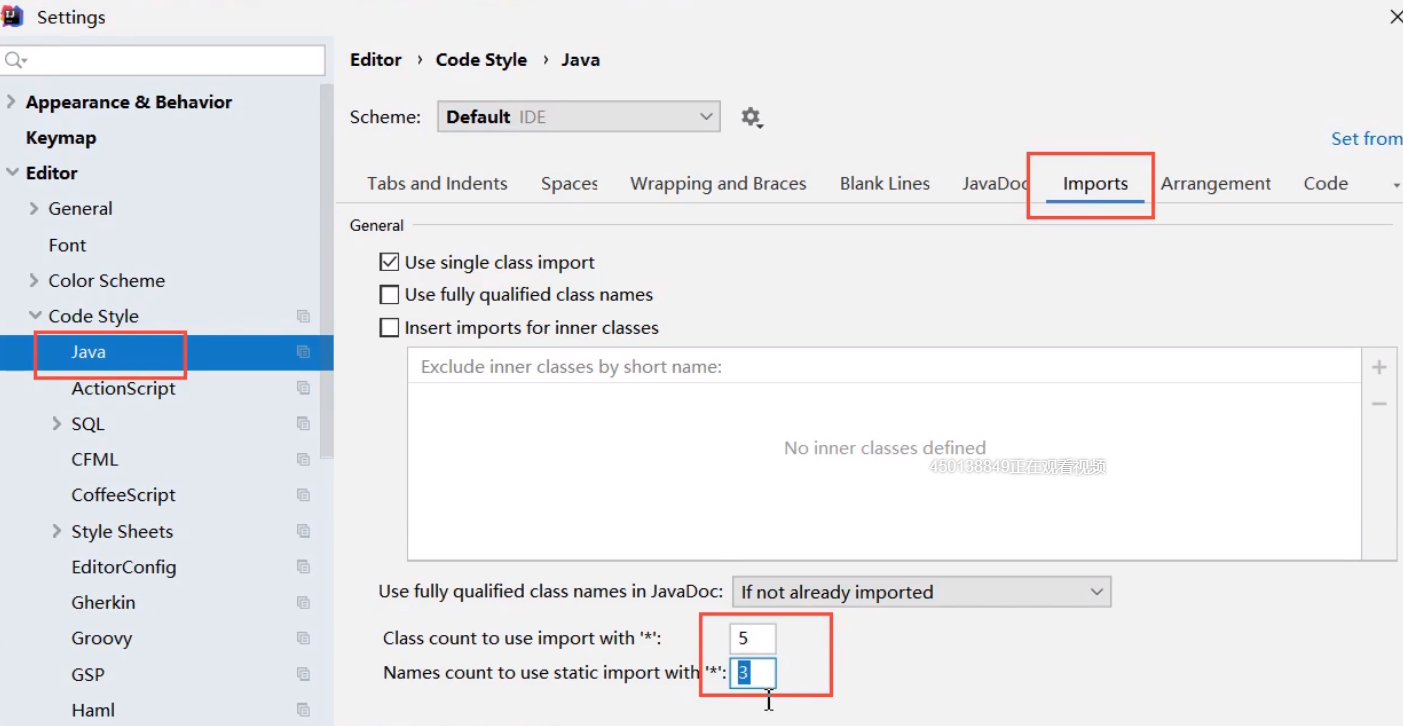 Settings
Appearance & Behavior
Keymap
Editor
General
Font
Color Scheme
Code Style
Java
ActionScript
SQL
CFML
CoffeeScript
Style Sheets
EditorConfig
Gherkin
Groovy
GSP
Haml
Editor › Code Style › Java
Scheme: Default IDE
Set from
Tabs and Indents Spaces Wrapping and Braces Blank Lines JavaDoc Imports Arrangement Code
General
Use single class import
Use fully qualified class names
Insert imports for inner classes
Exclude inner classes by short name:
No inner classes defined
450138849正在观看视频
Use fully qualified class names in JavaDoc: If not already imported
Class count to use import with '*': 5
Names count to use static import with '*': 3